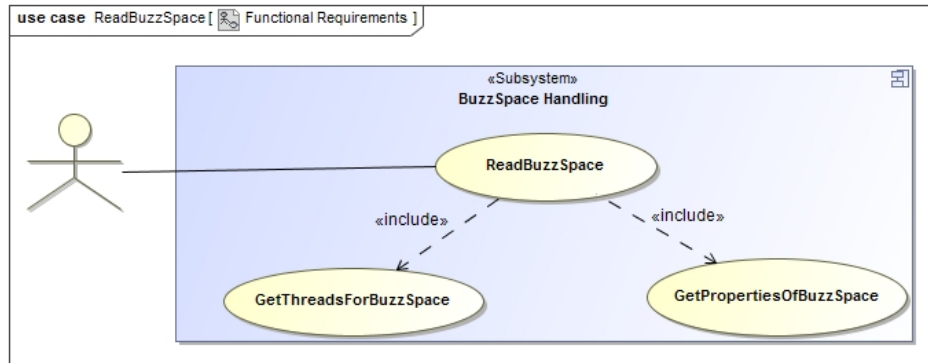 use case ReadBuzzSpace [ Functional Requirements ]
«Subsystem»
BuzzSpace Handling
ReadBuzzSpace
«include» «include»
GetThreadsForBuzzSpace GetPropertiesOfBuzzSpace